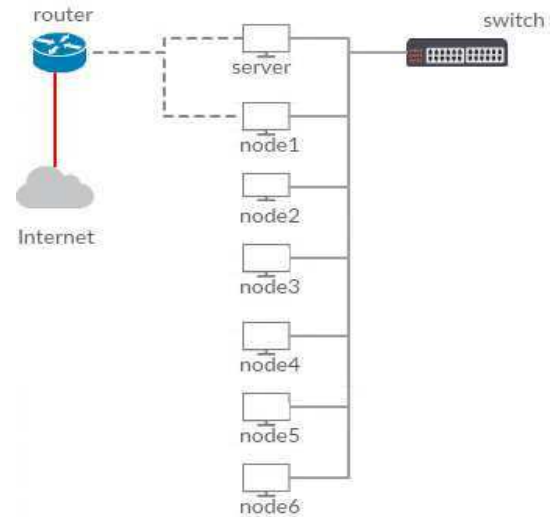 router
switch
server
node1
node2
Internet
node3
node4
node5
node6